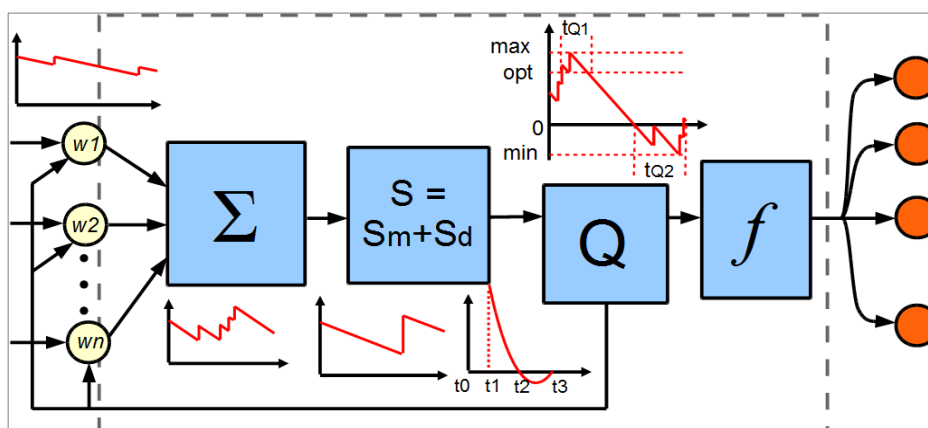 tQ1
max
opt
0
min
tQ2
w1
w2
wn
Σ
S =
Sm+Sd
Q
f
t0 t1 t2 t3